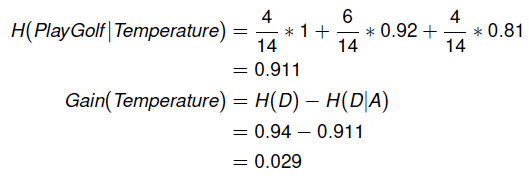 H(PlayGolf|Temperature) = 4/14 * 1 + 6/14 * 0.92 + 4/14 * 0.81
= 0.911
Gain(Temperature) = H(D) − H(D|A)
= 0.94 − 0.911
= 0.029